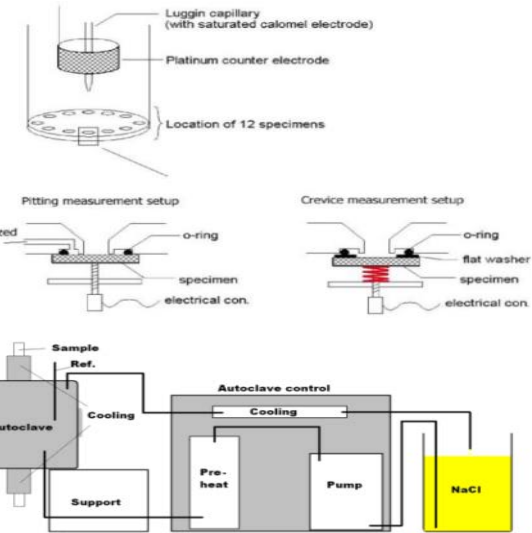 Luggin capillary
(with saturated calomel electrode)
Platinum counter electrode
Location of 12 specimens
Pitting measurement setup
Crevice measurement setup
o-ring
specimen
electrical con.
o-ring
flat washer
specimen
electrical con.
Sample
Ref.
Cooling
Support
Autoclave control
Cooling
Pre-
heat
Pump
NaCl